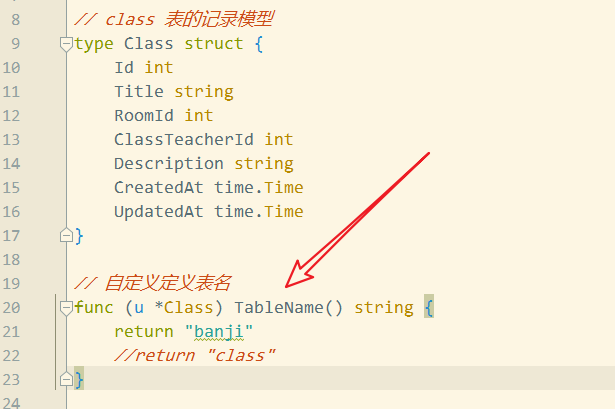 8 // class 表的记录模型
9 type Class struct {
10 Id int
11 Title string
12 RoomId int
13 ClassTeacherId int
14 Description string
15 CreatedAt time.Time
16 UpdatedAt time.Time
17 }
18
19 // 自定义定义表名
20 func (u *Class) TableName() string {
21 return "banji"
22 //return "class"
23 }
24